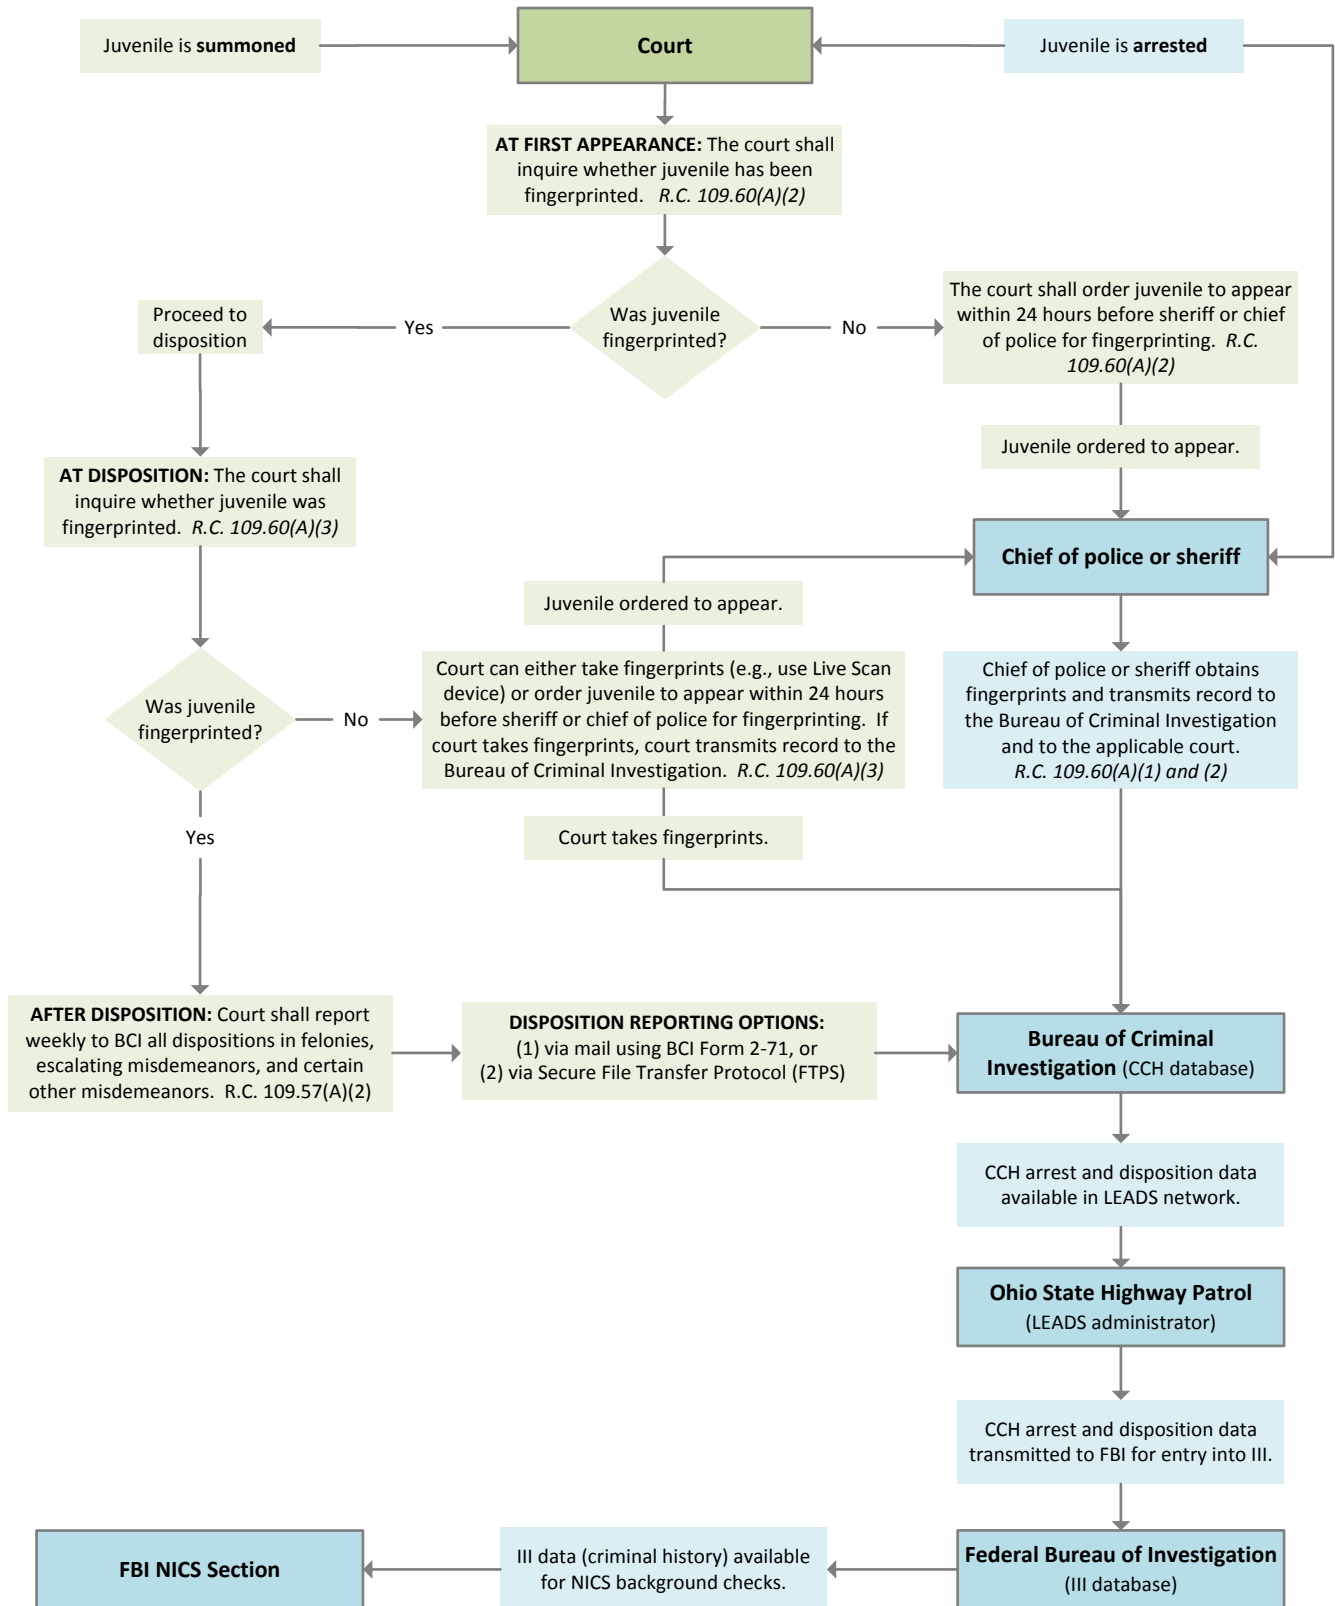 Juvenile is summoned
Court
Juvenile is arrested
AT FIRST APPEARANCE: The court shall
inquire whether juvenile has been
fingerprinted. R.C. 109.60(A)(2)
Was juvenile
fingerprinted?
Yes
Proceed to
disposition
No
The court shall order juvenile to appear
within 24 hours before sheriff or chief
of police for fingerprinting. R.C.
109.60(A)(2)
Juvenile ordered to appear.
AT DISPOSITION: The court shall
inquire whether juvenile was
fingerprinted. R.C. 109.60(A)(3)
Chief of police or sheriff
Juvenile ordered to appear.
Was juvenile
fingerprinted?
No
Court can either take fingerprints (e.g., use Live Scan
device) or order juvenile to appear within 24 hours
before sheriff or chief of police for fingerprinting. If
court takes fingerprints, court transmits record to the
Bureau of Criminal Investigation. R.C. 109.60(A)(3)
Chief of police or sheriff obtains
fingerprints and transmits record to
the Bureau of Criminal Investigation
and to the applicable court.
R.C. 109.60(A)(1) and (2)
Yes
Court takes fingerprints.
AFTER DISPOSITION: Court shall report
weekly to BCI all dispositions in felonies,
escalating misdemeanors, and certain
other misdemeanors. R.C. 109.57(A)(2)
DISPOSITION REPORTING OPTIONS:
(1) via mail using BCI Form 2-71, or
(2) via Secure File Transfer Protocol (FTPS)
Bureau of Criminal
Investigation (CCH database)
CCH arrest and disposition data
available in LEADS network.
Ohio State Highway Patrol
(LEADS administrator)
CCH arrest and disposition data
transmitted to FBI for entry into III.
Federal Bureau of Investigation
(III database)
III data (criminal history) available
for NICS background checks.
FBI NICS Section